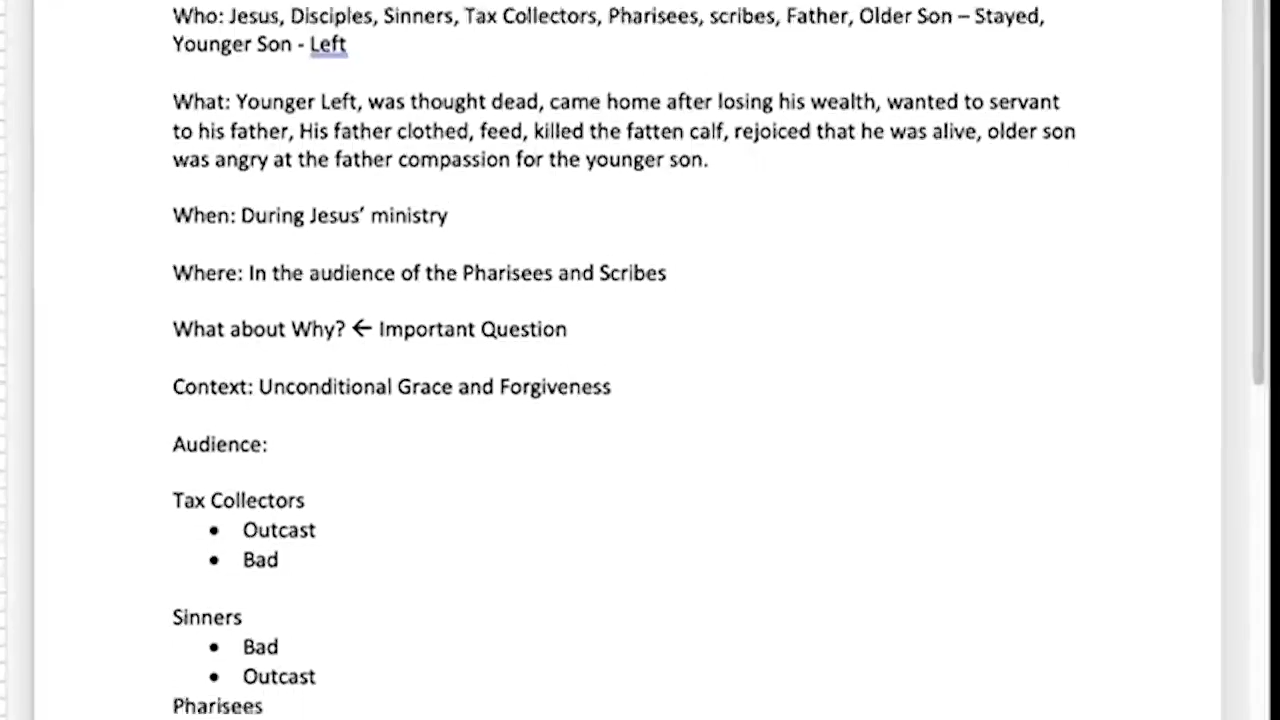 Who: Jesus, Disciples, Sinners, Tax Collectors, Pharisees, scribes, Father, Older Son – Stayed,
Younger Son - Left
What: Younger Left, was thought dead, came home after losing his wealth, wanted to servant
to his father, His father clothed, feed, killed the fatten calf, rejoiced that he was alive, older son
was angry at the father compassion for the younger son.
When: During Jesus’ ministry
Where: In the audience of the Pharisees and Scribes
What about Why? ← Important Question
Context: Unconditional Grace and Forgiveness
Audience:
Tax Collectors
• Outcast
• Bad
Sinners
• Bad
• Outcast
Pharisees